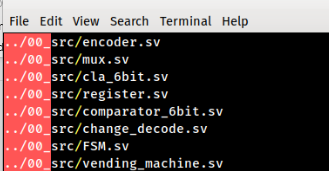 File Edit View Search Terminal Help
../00_src/encoder.sv
../00_src/mux.sv
../00_src/cla_6bit.sv
../00_src/register.sv
../00_src/comparator_6bit.sv
../00_src/change_decode.sv
../00_src/FSM.sv
../00_src/vending_machine.sv